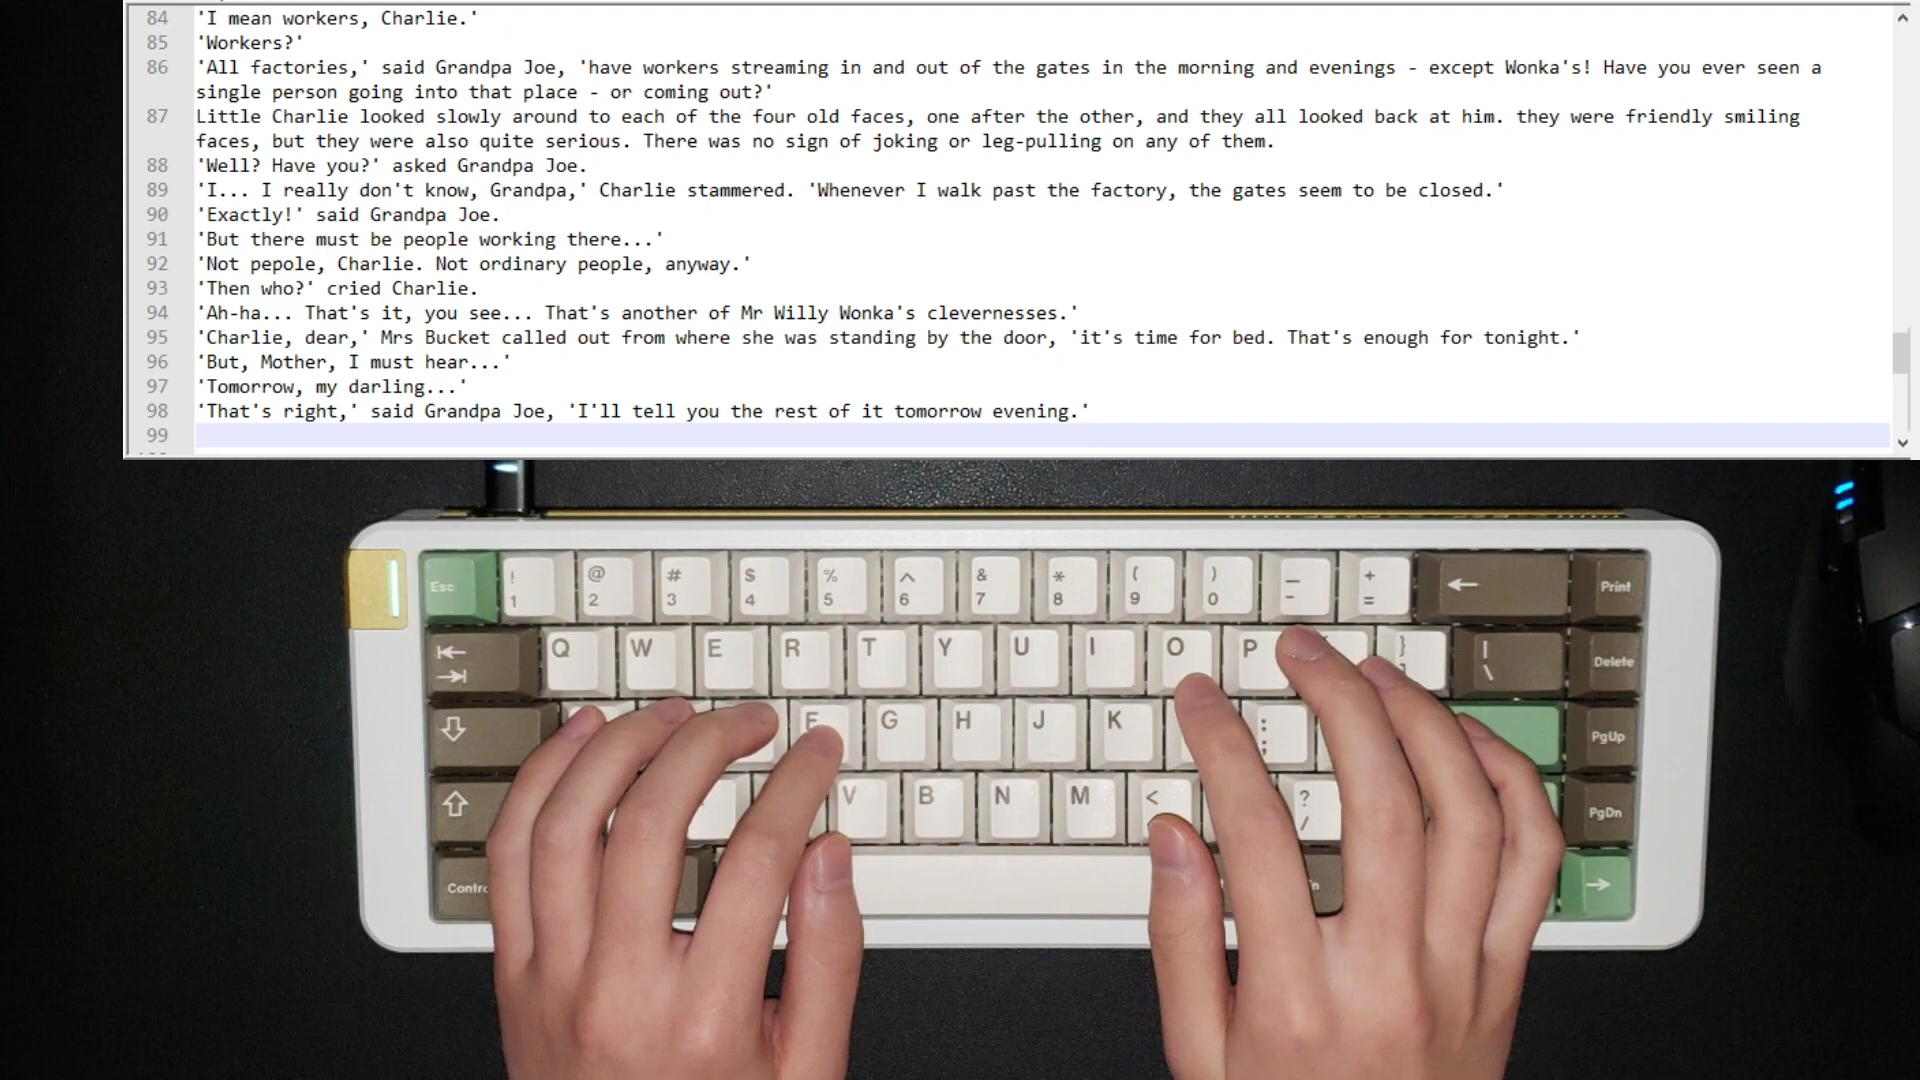 84 'I mean workers, Charlie.'
85 'Workers?'
86 'All factories,' said Grandpa Joe, 'have workers streaming in and out of the gates in the morning and evenings - except Wonka's! Have you ever seen a
single person going into that place - or coming out?'
87 Little Charlie looked slowly around to each of the four old faces, one after the other, and they all looked back at him. they were friendly smiling
faces, but they were also quite serious. There was no sign of joking or leg-pulling on any of them.
88 'Well? Have you?' asked Grandpa Joe.
89 'I... I really don't know, Grandpa,' Charlie stammered. 'Whenever I walk past the factory, the gates seem to be closed.'
90 'Exactly!' said Grandpa Joe.
91 'But there must be people working there...'
92 'Not pepole, Charlie. Not ordinary people, anyway.'
93 'Then who?' cried Charlie.
94 'Ah-ha... That's it, you see... That's another of Mr Willy Wonka's clevernesses.'
95 'Charlie, dear,' Mrs Bucket called out from where she was standing by the door, 'it's time for bed. That's enough for tonight.'
96 'But, Mother, I must hear...'
97 'Tomorrow, my darling...'
98 'That's right,' said Grandpa Joe, 'I'll tell you the rest of it tomorrow evening.'
99
Esc ! 1 @ 2 # 3 $ 4 % 5 ^ 6 & 7 * 8 ( 9 ) 0 _ - + = ← Print
Q W E R T Y U I O P } | \ Delete
F G H J K : ; PgUp
V B N M < ? / PgDn
→